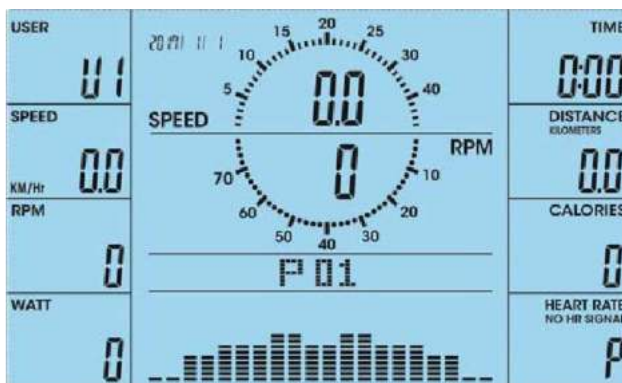 USER
U1
SPEED
KM/Hr 0.0
RPM
0
WATT
0
15 20 25
10 30
5 40
0.0
SPEED
RPM
0
70 10
60 20
50 40 30
P01
TIME
0:00
DISTANCE
KILOMETERS
0.0
CALORIES
0
HEART RATE
NO HR SIGNAL
P